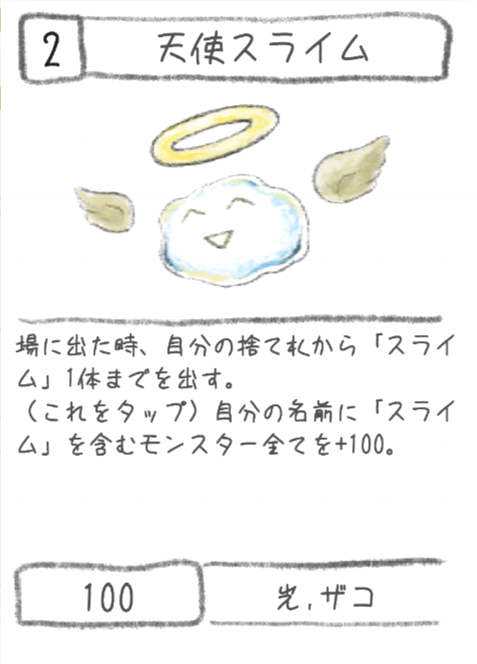 2
天使スライム
場に出た時、自分の捨て札から「スライ
ム」1体までを出す。
(これをタップ) 自分の名前に「スライ
ム」を含むモンスター全てを+100。
100
光,ザコ